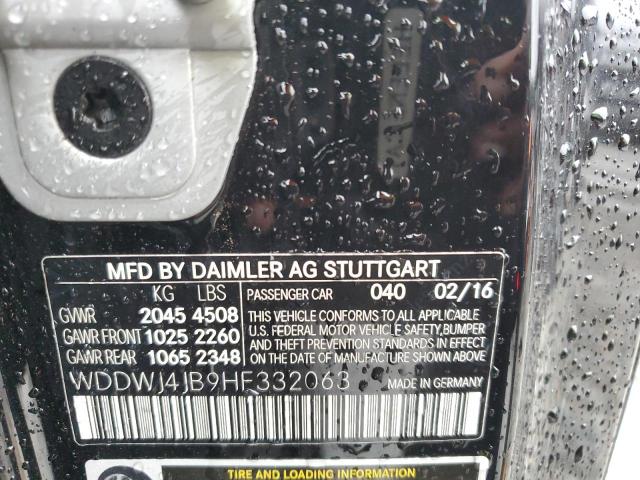 MFD BY DAIMLER AG STUTTGART
KG LBS PASSENGER CAR 040 02/16
GVWR 2045 4508 THIS VEHICLE CONFORMS TO ALL APPLICABLE
GAWR FRONT 1025 2260 U.S. FEDERAL MOTOR VEHICLE SAFETY, BUMPER
GAWR REAR 1065 2348 AND THEFT PREVENTION STANDARDS IN EFFECT
ON THE DATE OF MANUFACTURE SHOWN ABOVE.
WDDWJ4JB9HF332063 MADE IN GERMANY
TIRE AND LOADING INFORMATION